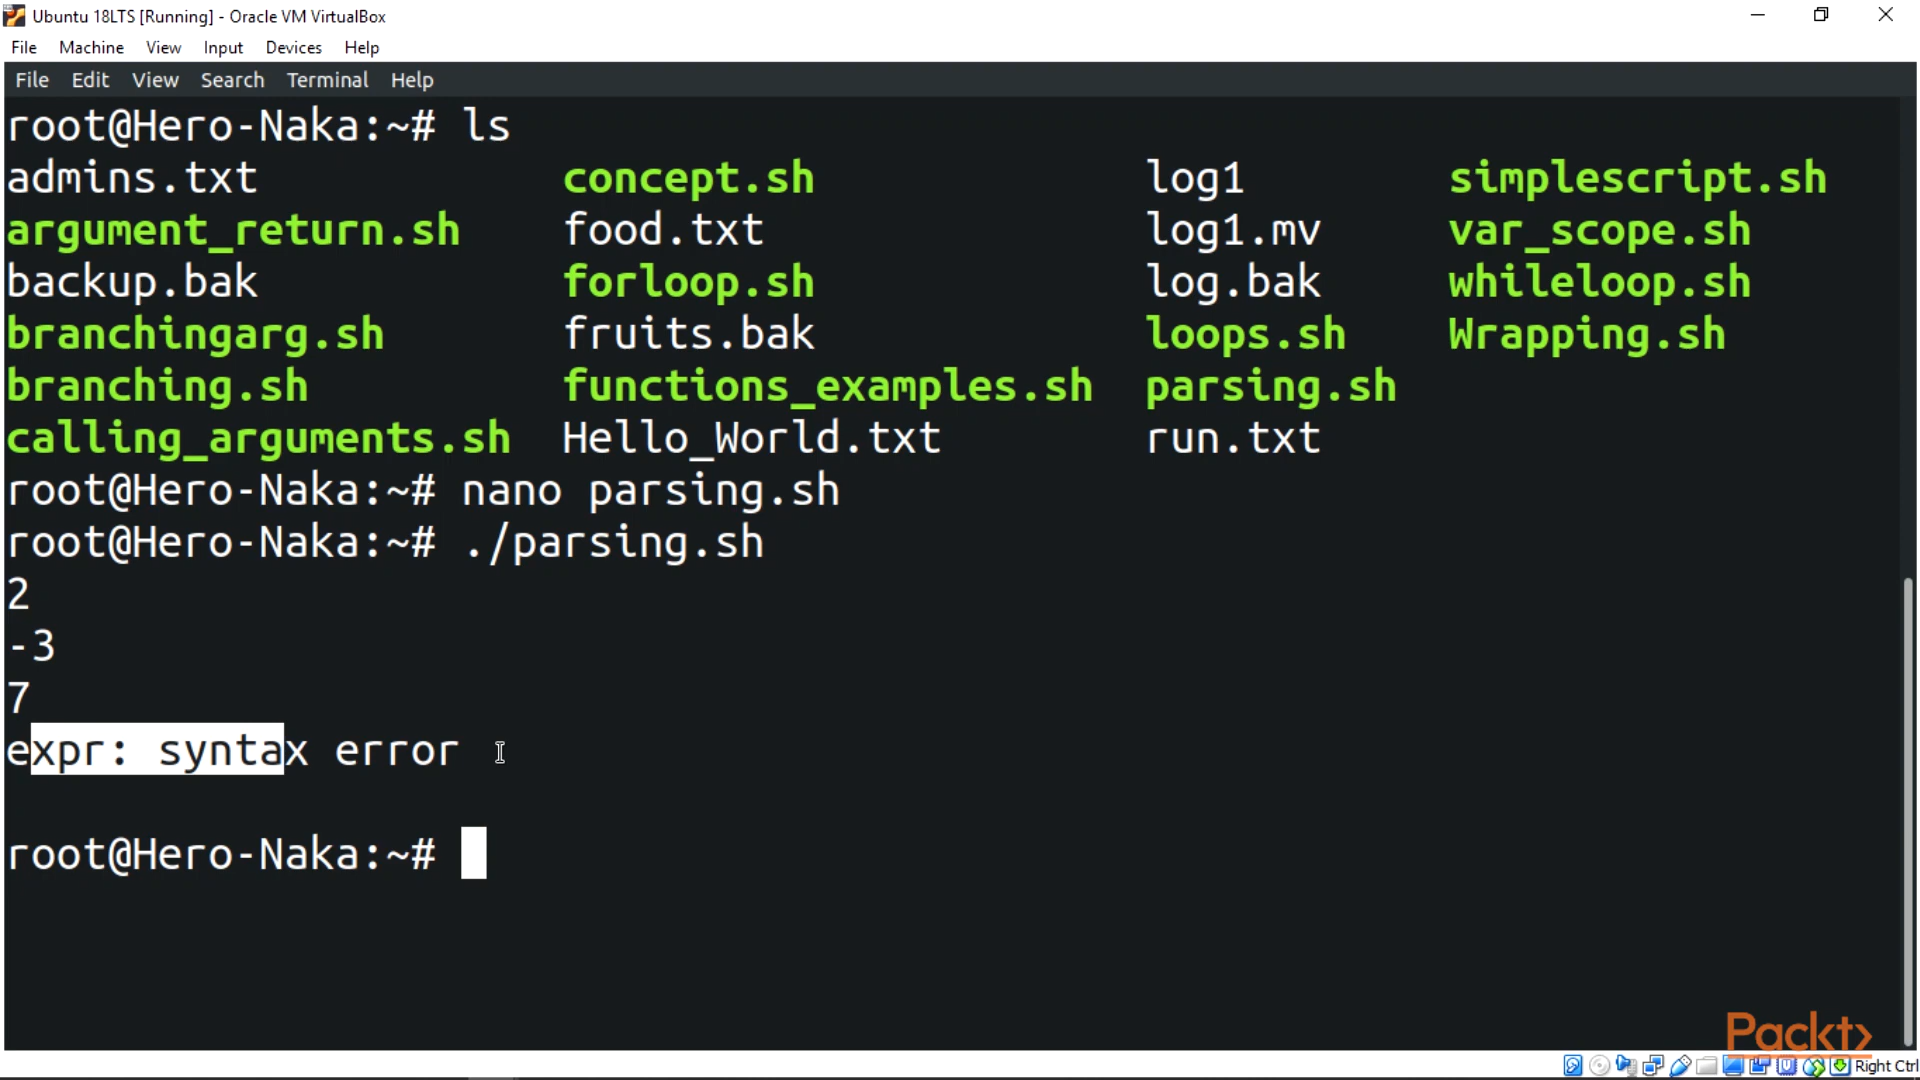 Ubuntu 18LTS [Running] - Oracle VM VirtualBox
File Machine View Input Devices Help
File Edit View Search Terminal Help
root@Hero-Naka:~# ls
admins.txt concept.sh log1 simplescript.sh
argument_return.sh food.txt log1.mv var_scope.sh
backup.bak forloop.sh log.bak whileloop.sh
branchingarg.sh fruits.bak loops.sh Wrapping.sh
branching.sh functions_examples.sh parsing.sh
calling_arguments.sh Hello_World.txt run.txt
root@Hero-Naka:~# nano parsing.sh
root@Hero-Naka:~# ./parsing.sh
2
-3
7
expr: syntax error
root@Hero-Naka:~#
Packt>
Right Ctrl